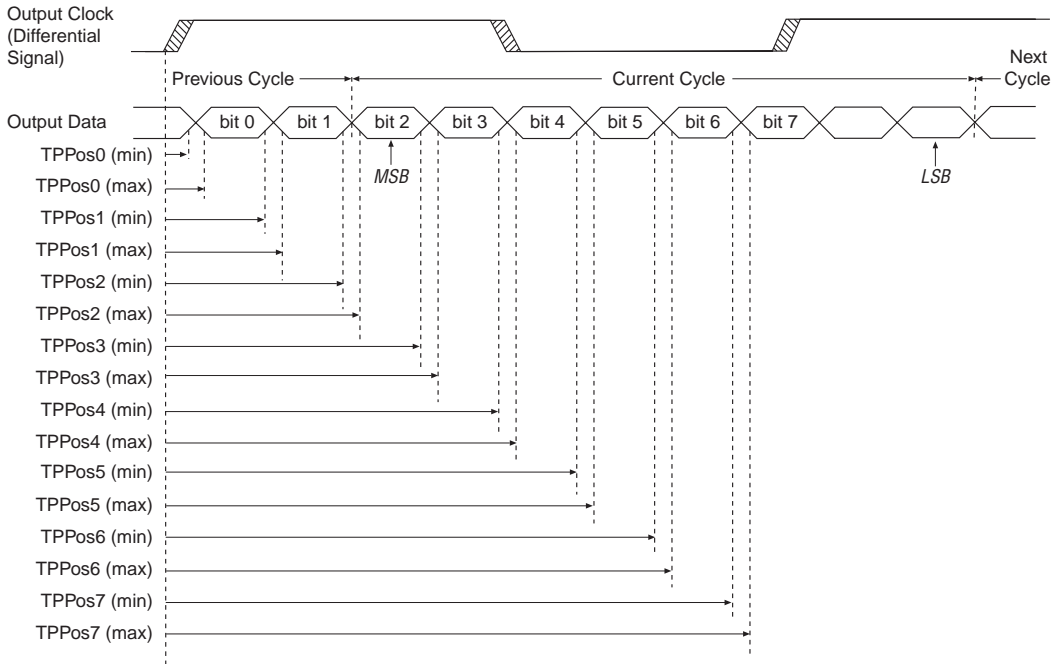 Output Clock
(Differential
Signal)
Previous Cycle
Current Cycle
Next
Cycle
Output Data
bit 0
bit 1
bit 2
bit 3
bit 4
bit 5
bit 6
bit 7
MSB
LSB
TPPos0 (min)
TPPos0 (max)
TPPos1 (min)
TPPos1 (max)
TPPos2 (min)
TPPos2 (max)
TPPos3 (min)
TPPos3 (max)
TPPos4 (min)
TPPos4 (max)
TPPos5 (min)
TPPos5 (max)
TPPos6 (min)
TPPos6 (max)
TPPos7 (min)
TPPos7 (max)